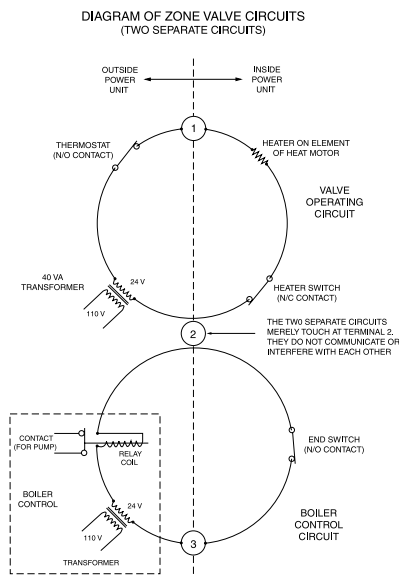 DIAGRAM OF ZONE VALVE CIRCUITS
(TWO SEPARATE CIRCUITS)
OUTSIDE
POWER
UNIT
INSIDE
POWER
UNIT
1
THERMOSTAT
(N/O CONTACT)
HEATER ON ELEMENT
OF HEAT MOTOR
VALVE
OPERATING
CIRCUIT
40 VA
TRANSFORMER
24 V
110 V
HEATER SWITCH
(N/C CONTACT)
2
THE TW0 SEPARATE CIRCUITS
MERELY TOUCH AT TERMINAL 2.
THEY DO NOT COMMUNICATE OR
INTERFERE WITH EACH OTHER
CONTACT
(FOR PUMP)
RELAY
COIL
END SWITCH
(N/O CONTACT)
BOILER
CONTROL
24 V
110 V
TRANSFORMER
3
BOILER
CONTROL
CIRCUIT